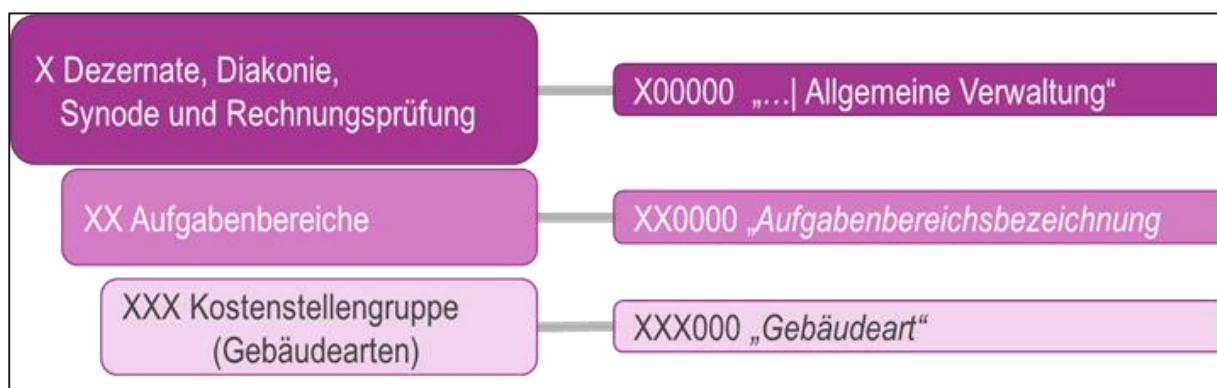 X Dezernate, Diakonie,
Synode und Rechnungsprüfung
X00000 „…| Allgemeine Verwaltung“
XX Aufgabenbereiche
XX0000 „Aufgabenbereichsbezeichnung
XXX Kostenstellengruppe
(Gebäudearten)
XXX000 „Gebäudeart“